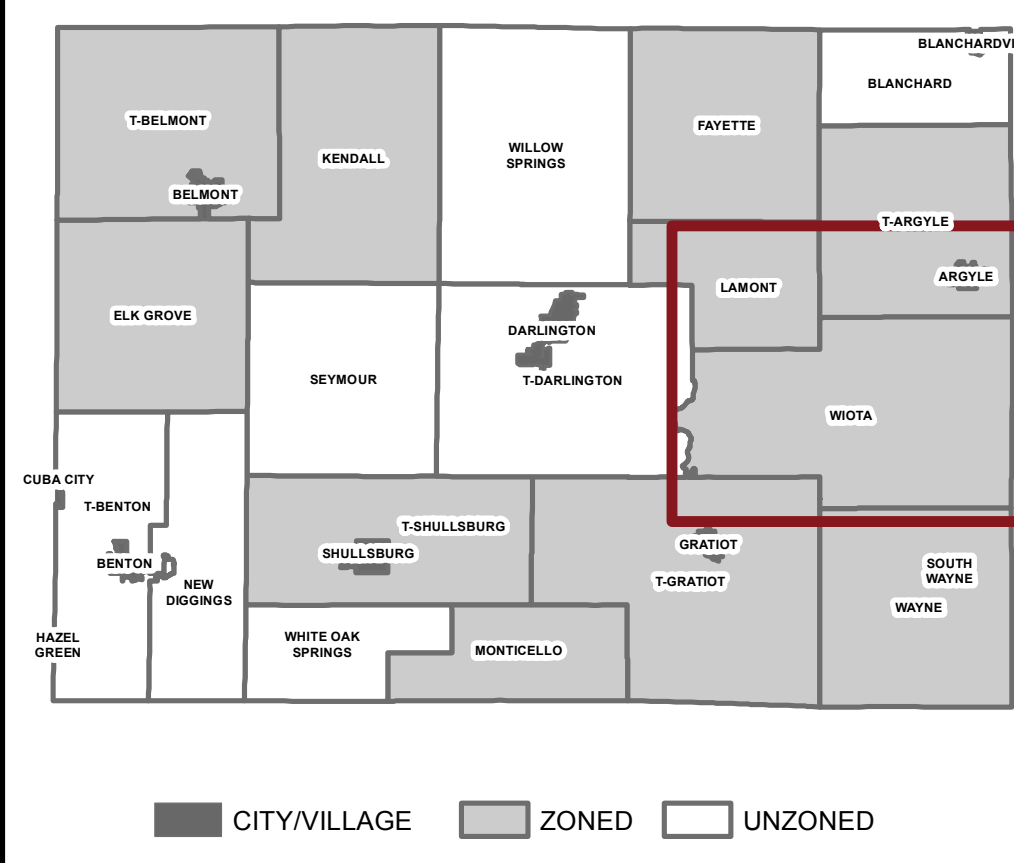 BLANCHARDVI
BLANCHARD
T-BELMONT
FAYETTE
WILLOW
SPRINGS
KENDALL
BELMONT
T-ARGYLE
ARGYLE
LAMONT
ELK GROVE
DARLINGTON
T-DARLINGTON
SEYMOUR
WIOTA
CUBA CITY
T-BENTON
T-SHULLSBURG
SHULLSBURG
GRATIOT
BENTON
SOUTH
WAYNE
T-GRATIOT
NEW
DIGGINGS
WAYNE
HAZEL
GREEN
WHITE OAK
SPRINGS
MONTICELLO
CITY/VILLAGE
ZONED
UNZONED